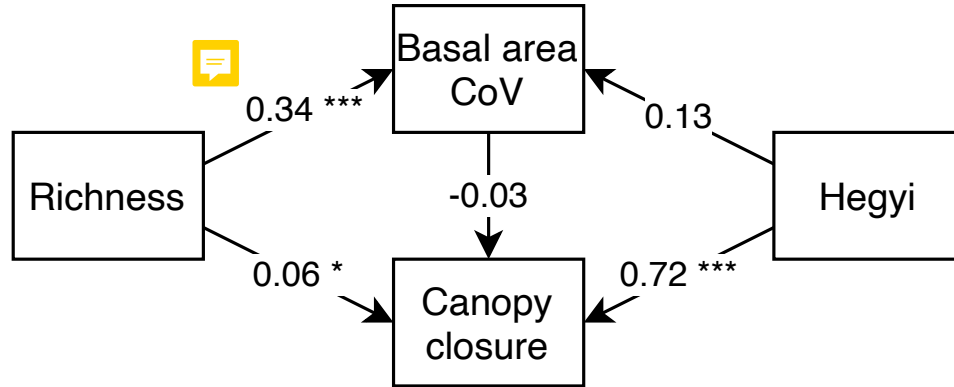 Basal area
CoV
0.34 ***
0.13
Richness
-0.03
Hegyi
0.06 *
0.72 ***
Canopy
closure